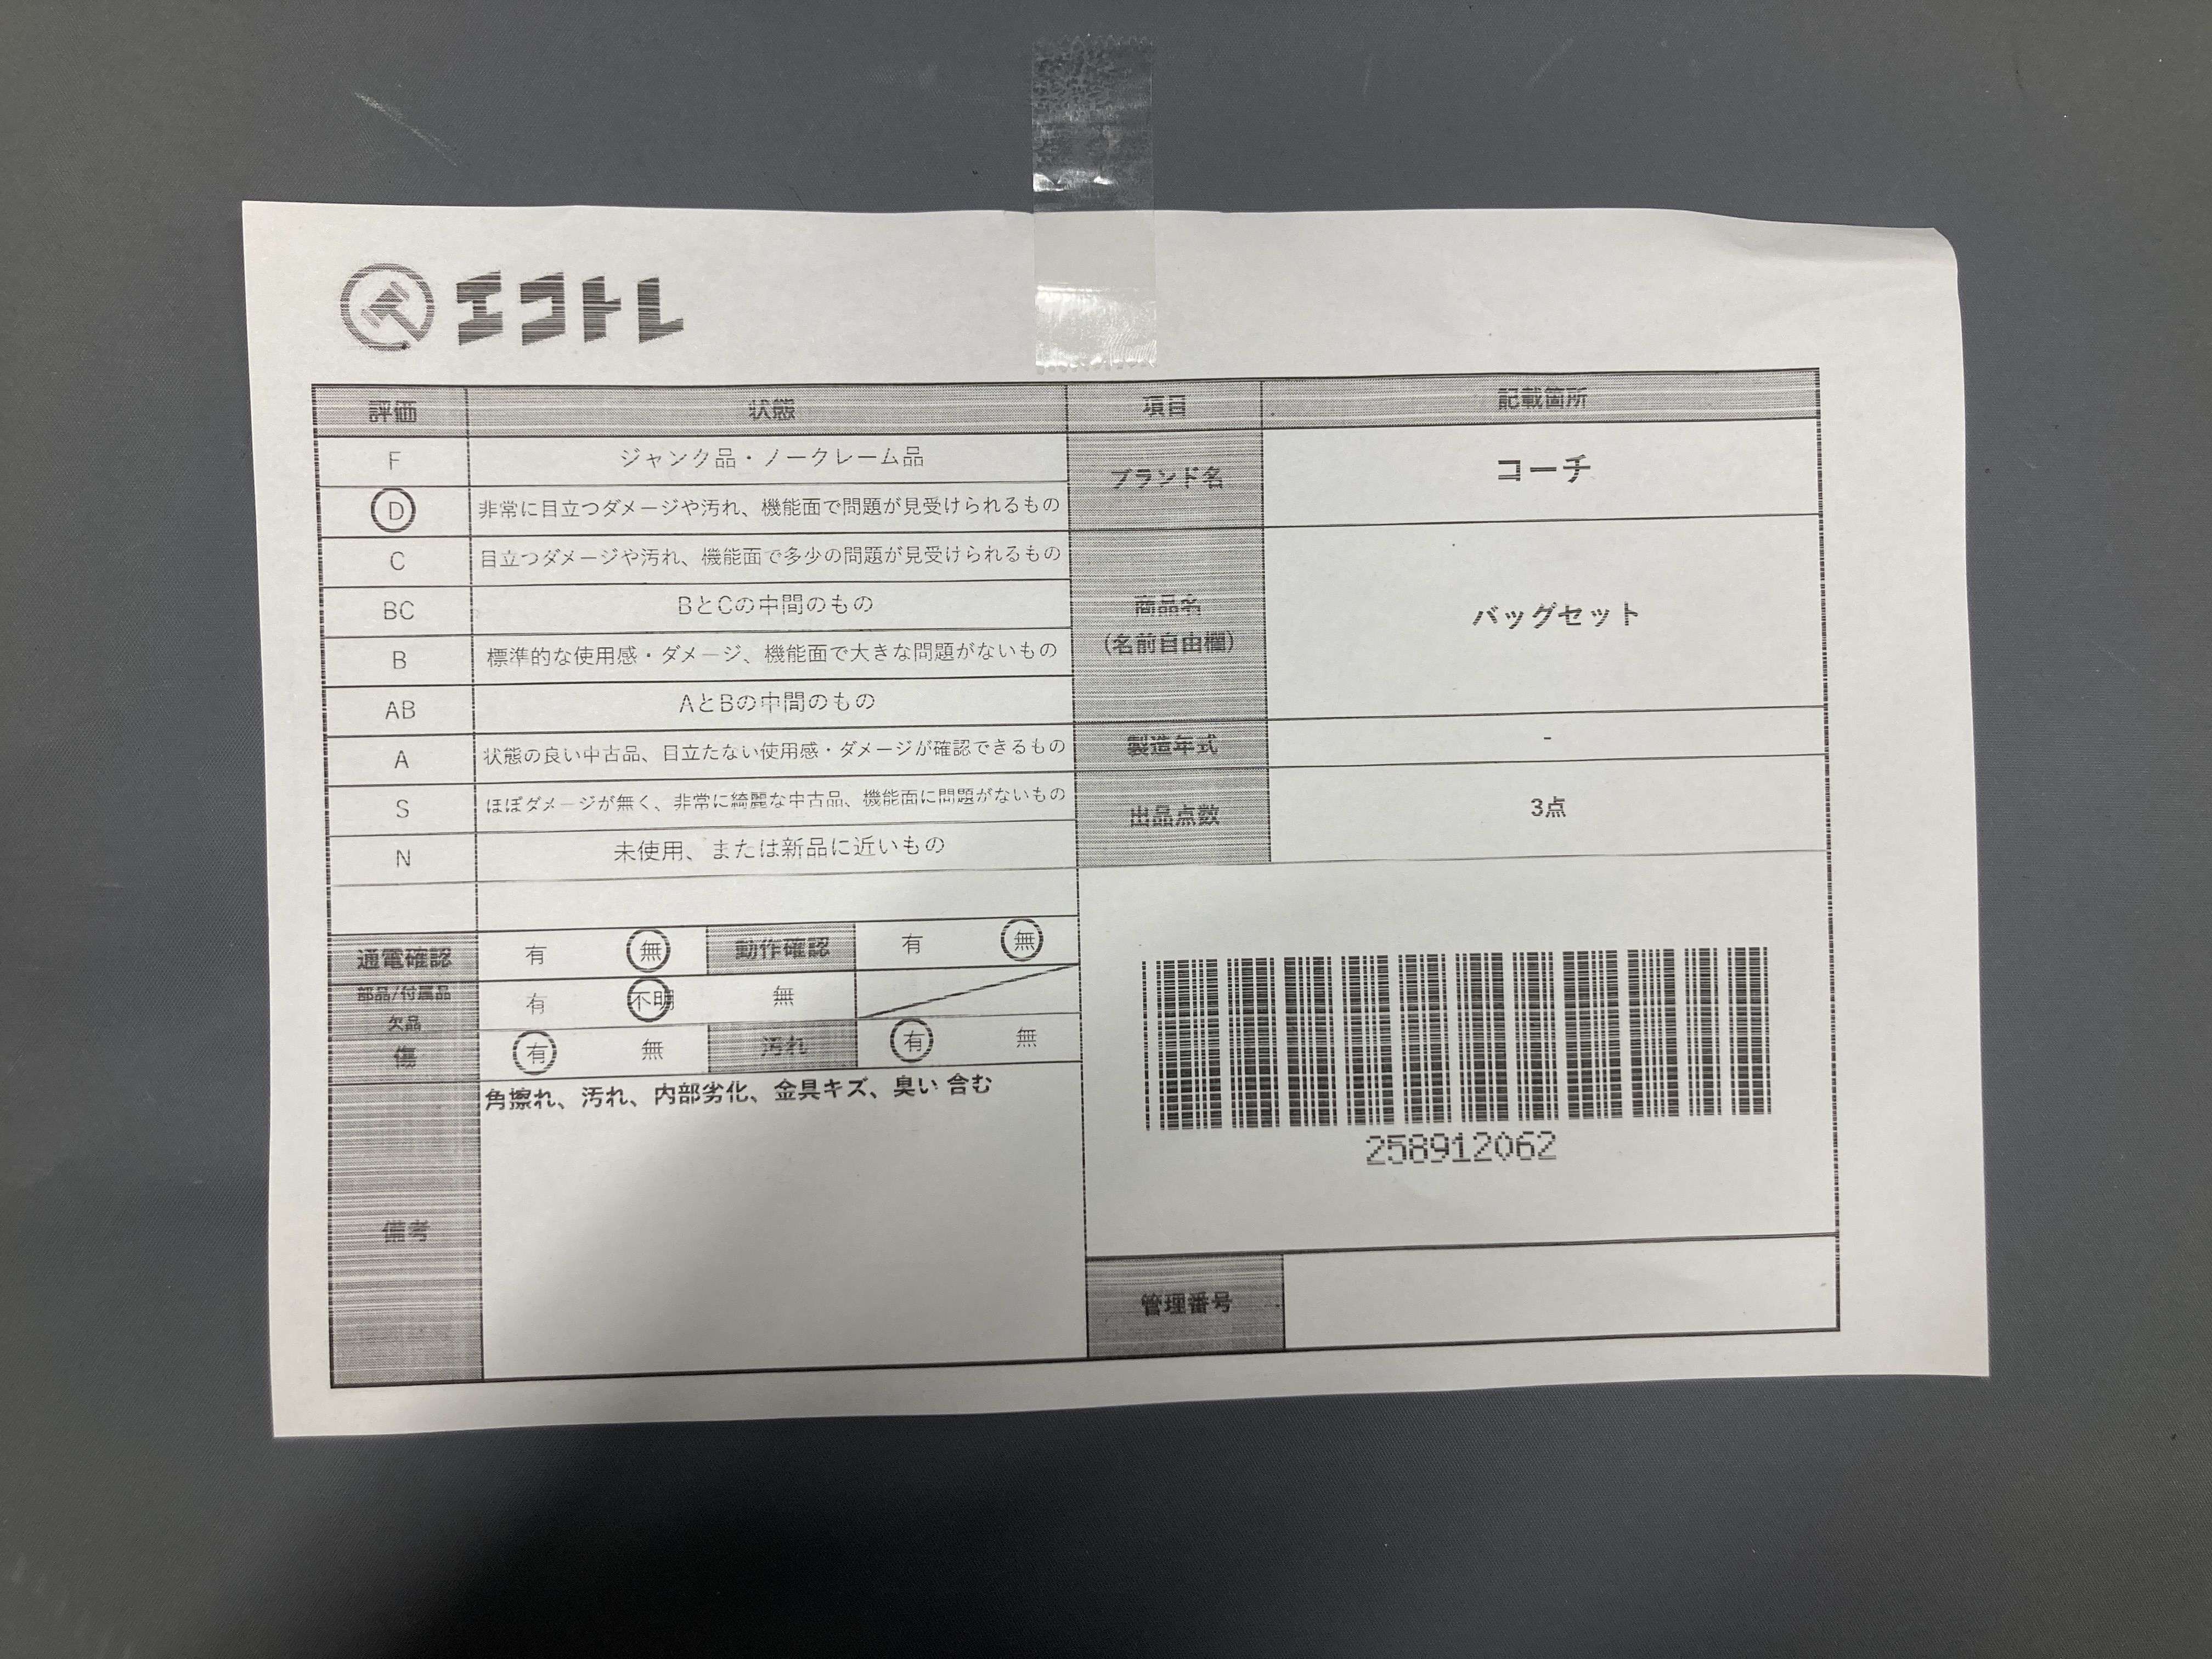 エコトレ
評価 状態 項目 記載箇所
F ジャンク品・ノークレーム品
D 非常に目立つダメージや汚れ、機能面で問題が見受けられるもの
C 目立つダメージや汚れ、機能面で多少の問題が見受けられるもの
BC BとCの中間のもの
B 標準的な使用感・ダメージ、機能面で大きな問題がないもの
AB AとBの中間のもの
A 状態の良い中古品、目立たない使用感・ダメージが確認できるもの
S ほぼダメージが無く、非常に綺麗な中古品、機能面に問題がないもの
N 未使用、または新品に近いもの
ブランド名 コーチ
商品名
(名前自由欄) バッグセット
製造年式 -
出品点数 3点
通電確認 有 無 動作確認 有 無
部品/付属品
欠品 有 不明 無
傷 有 無 汚れ 有 無
備考 角擦れ、汚れ、内部劣化、金具キズ、臭い 含む
258912062
管理番号